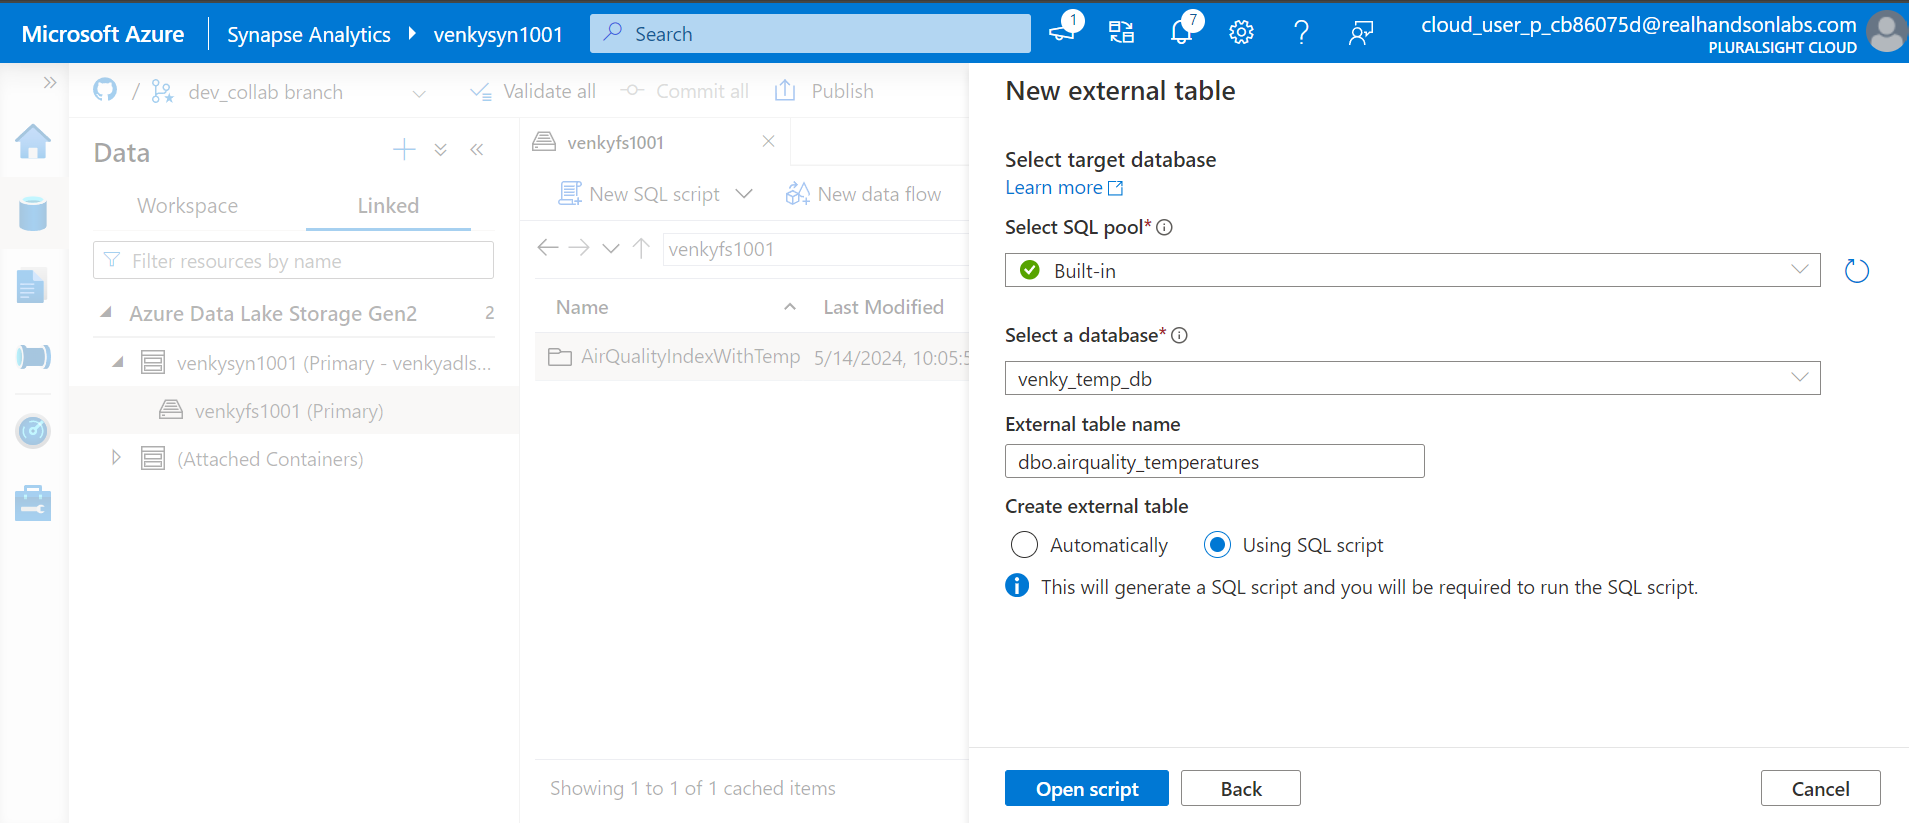 Microsoft Azure Synapse Analytics venkysyn1001 Search 1 7 cloud_user_p_cb86075d@realhandsonlabs.com
PLURALSIGHT CLOUD
/ dev_collab branch Validate all Commit all Publish
Data
Workspace Linked
Filter resources by name
Azure Data Lake Storage Gen2 2
venkysyn1001 (Primary - venkyadls...
venkyfs1001 (Primary)
(Attached Containers)
venkyfs1001
New SQL script New data flow
venkyfs1001
Name Last Modified
AirQualityIndexWithTemp 5/14/2024, 10:05:5
Showing 1 to 1 of 1 cached items
New external table
Select target database
Learn more
Select SQL pool*
Built-in
Select a database*
venky_temp_db
External table name
dbo.airquality_temperatures
Create external table
Automatically Using SQL script
This will generate a SQL script and you will be required to run the SQL script.
Open script Back Cancel